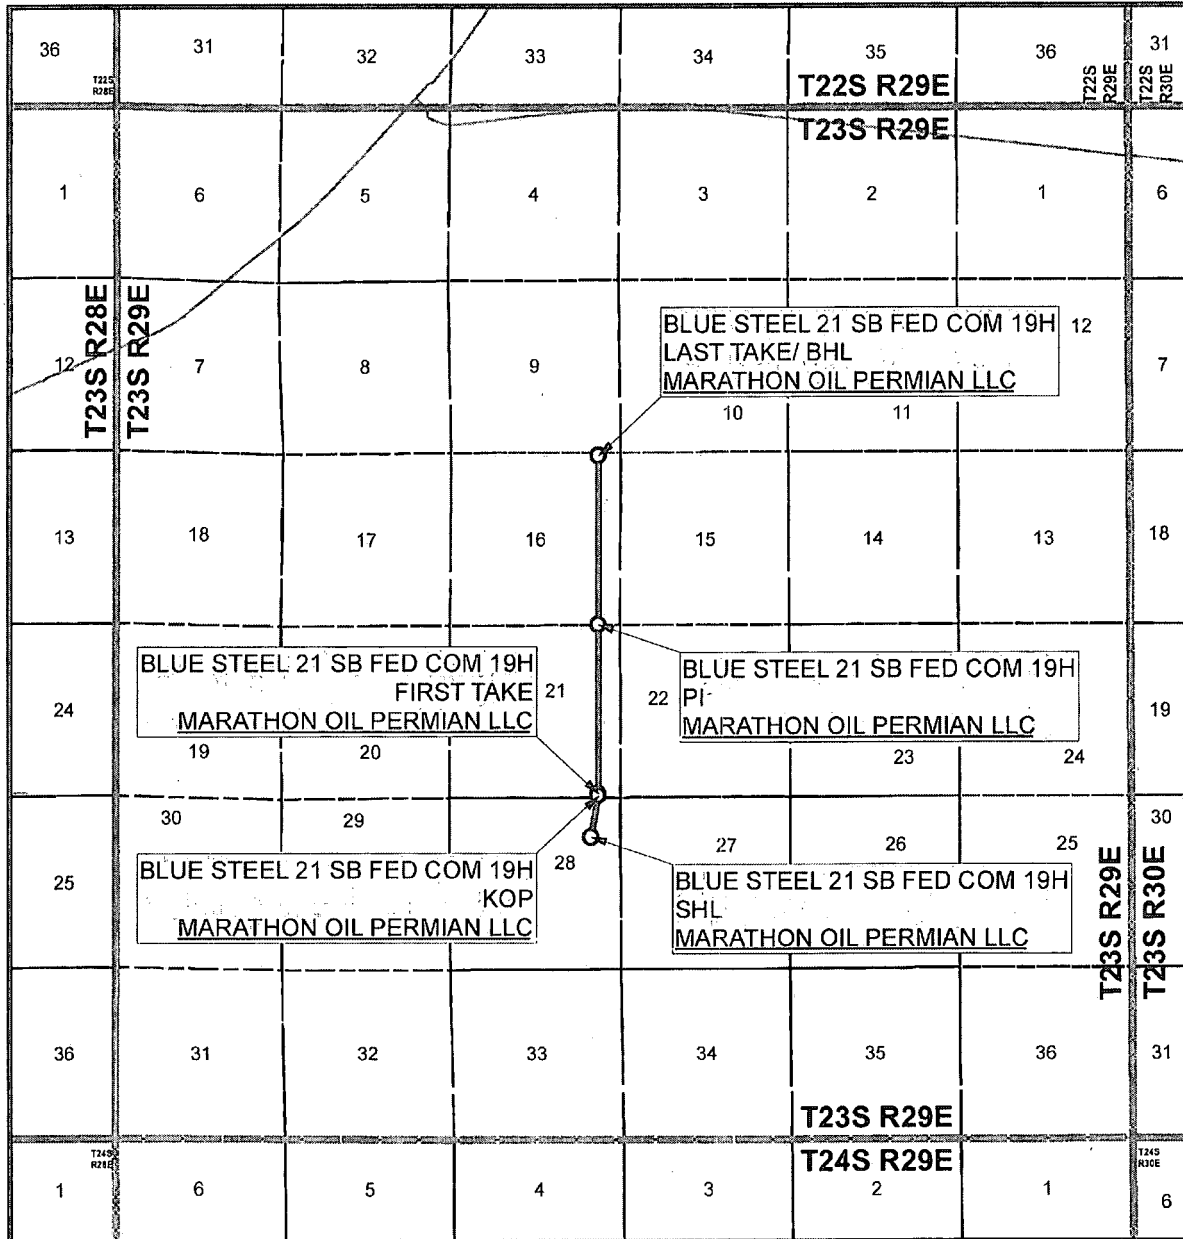 36 31 32 33 34 35 36 31
T22S R28E
T22S R29E
T22S R29E
T22S R30E
T23S R29E
1 6 5 4 3 2 1 6
T23S R28E
T23S R29E
BLUE STEEL 21 SB FED COM 19H
LAST TAKE/ BHL
MARATHON OIL PERMIAN LLC
12 7 8 9 12 7
10 11
13 18 17 16 15 14 13 18
BLUE STEEL 21 SB FED COM 19H
FIRST TAKE
MARATHON OIL PERMIAN LLC
21
22
BLUE STEEL 21 SB FED COM 19H
PI
MARATHON OIL PERMIAN LLC
24 19
19 20 23 24
30 29 30
BLUE STEEL 21 SB FED COM 19H
KOP
MARATHON OIL PERMIAN LLC
28 27 26 25
BLUE STEEL 21 SB FED COM 19H
SHL
MARATHON OIL PERMIAN LLC
25
T23S R29E
T23S R30E
36 31 32 33 34 35 36 31
T23S R29E
T24S R28E
T24S R29E
T24S R30E
1 6 5 4 3 2 1 6